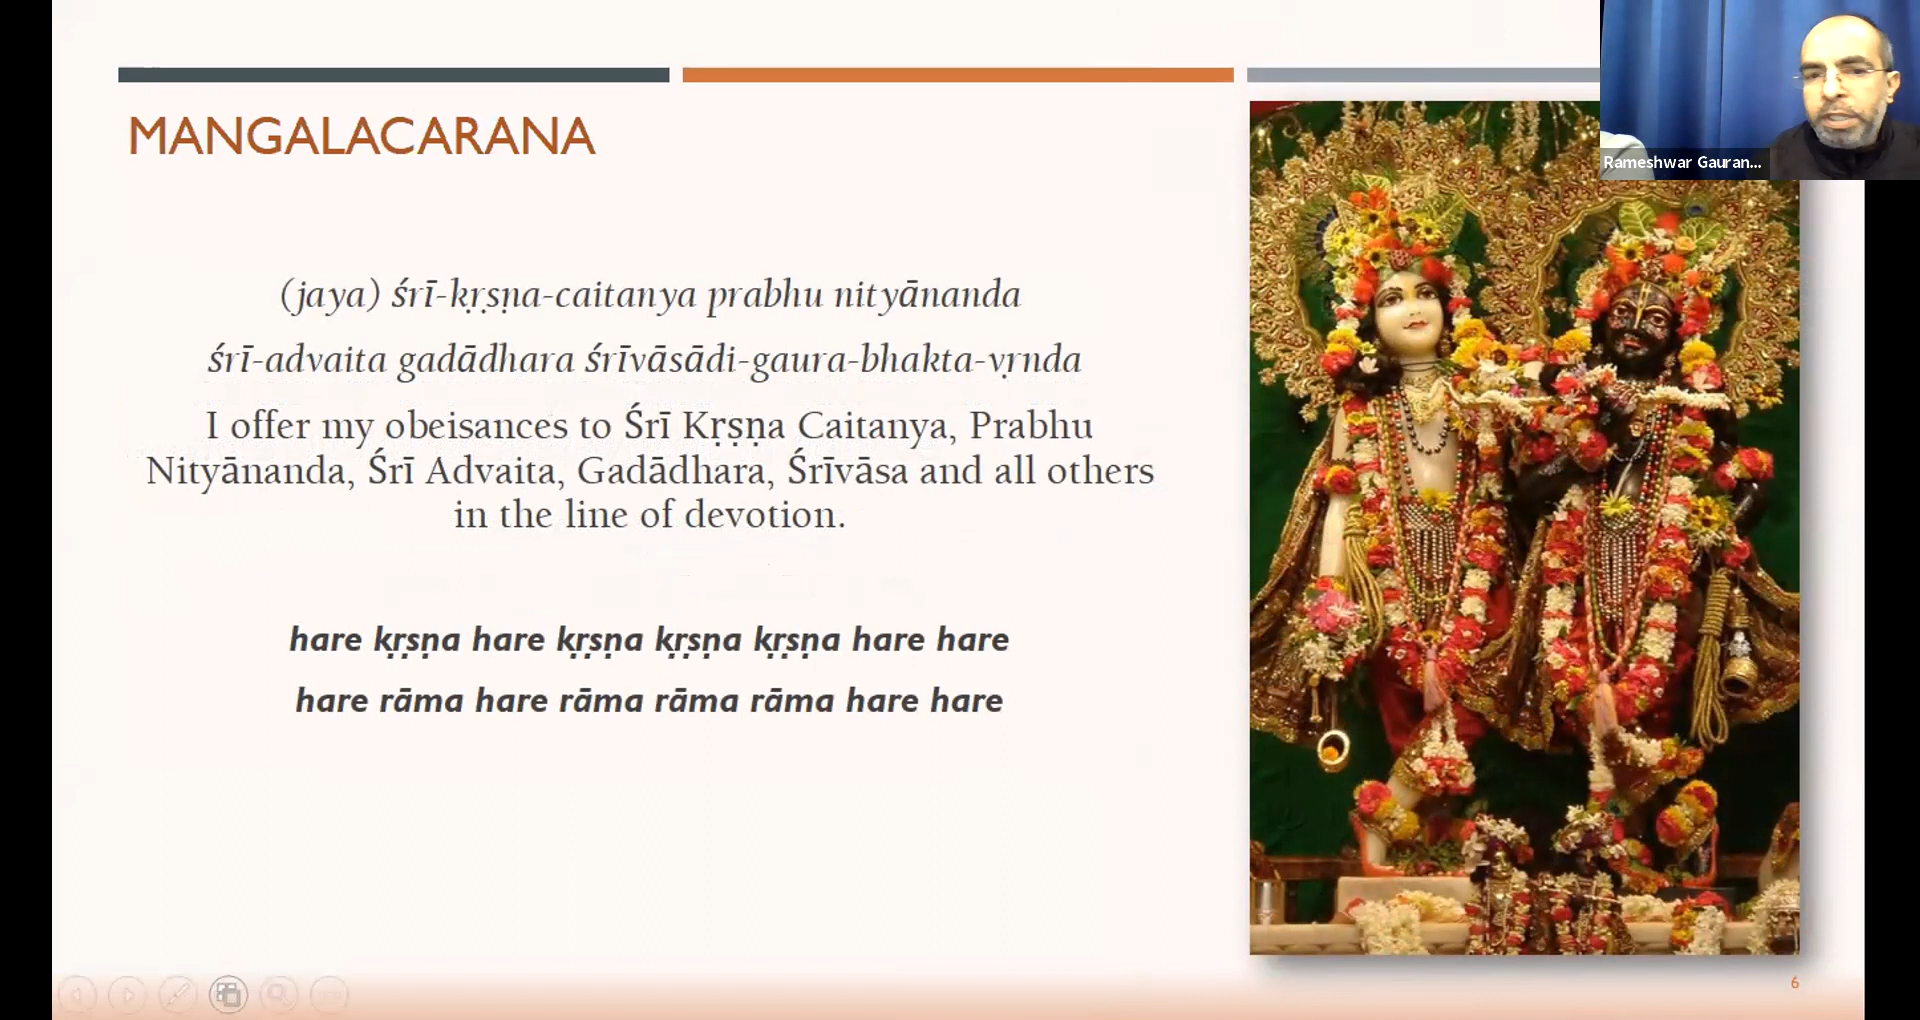 MANGALACARANA
(jaya) śrī-kṛṣṇa-caitanya prabhu nityānanda
śrī-advaita gadādhara śrīvāsādi-gaura-bhakta-vṛnda
I offer my obeisances to Śrī Kṛṣṇa Caitanya, Prabhu
Nityānanda, Śrī Advaita, Gadādhara, Śrīvāsa and all others
in the line of devotion.
hare kṛṣṇa hare kṛṣṇa kṛṣṇa kṛṣṇa hare hare
hare rāma hare rāma rāma rāma hare hare
Rameshwar Gauran...
6